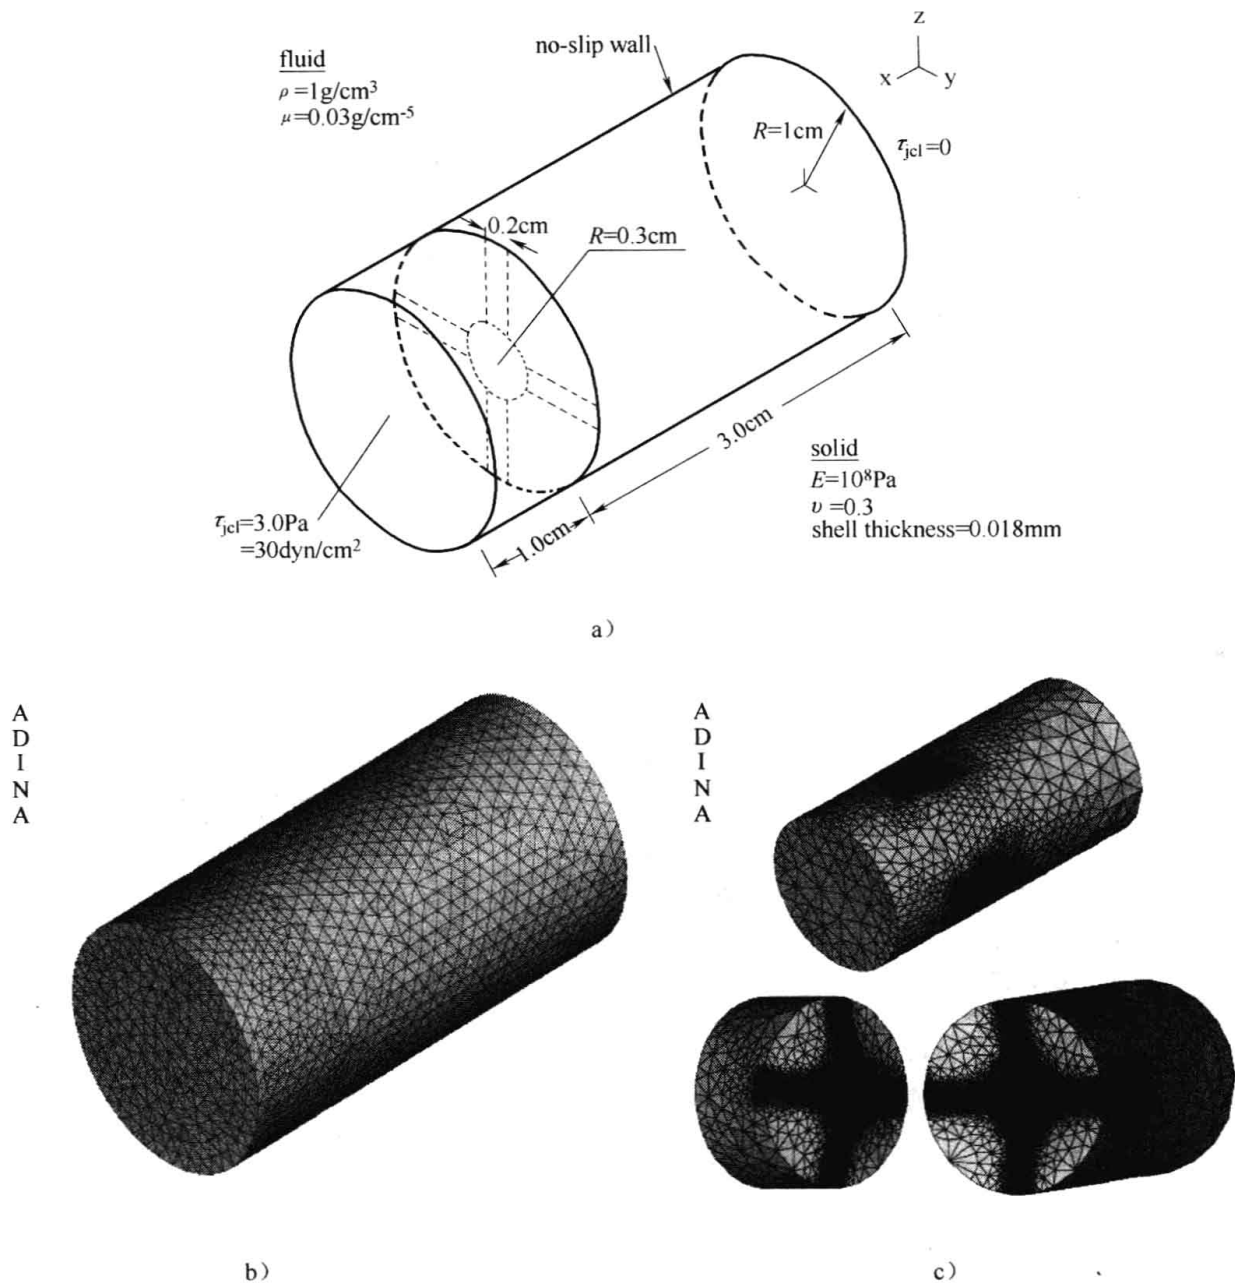 z
x y
fluid
ρ=1g/cm³
μ=0.03g/cm⁻⁵
no-slip wall
R=1cm
τjcl=0
0.2cm
R=0.3cm
3.0cm
1.0cm
solid
E=10⁸Pa
υ=0.3
shell thickness=0.018mm
τjcl=3.0Pa
=30dyn/cm²
a）
A
D
I
N
A
A
D
I
N
A
b）
c）